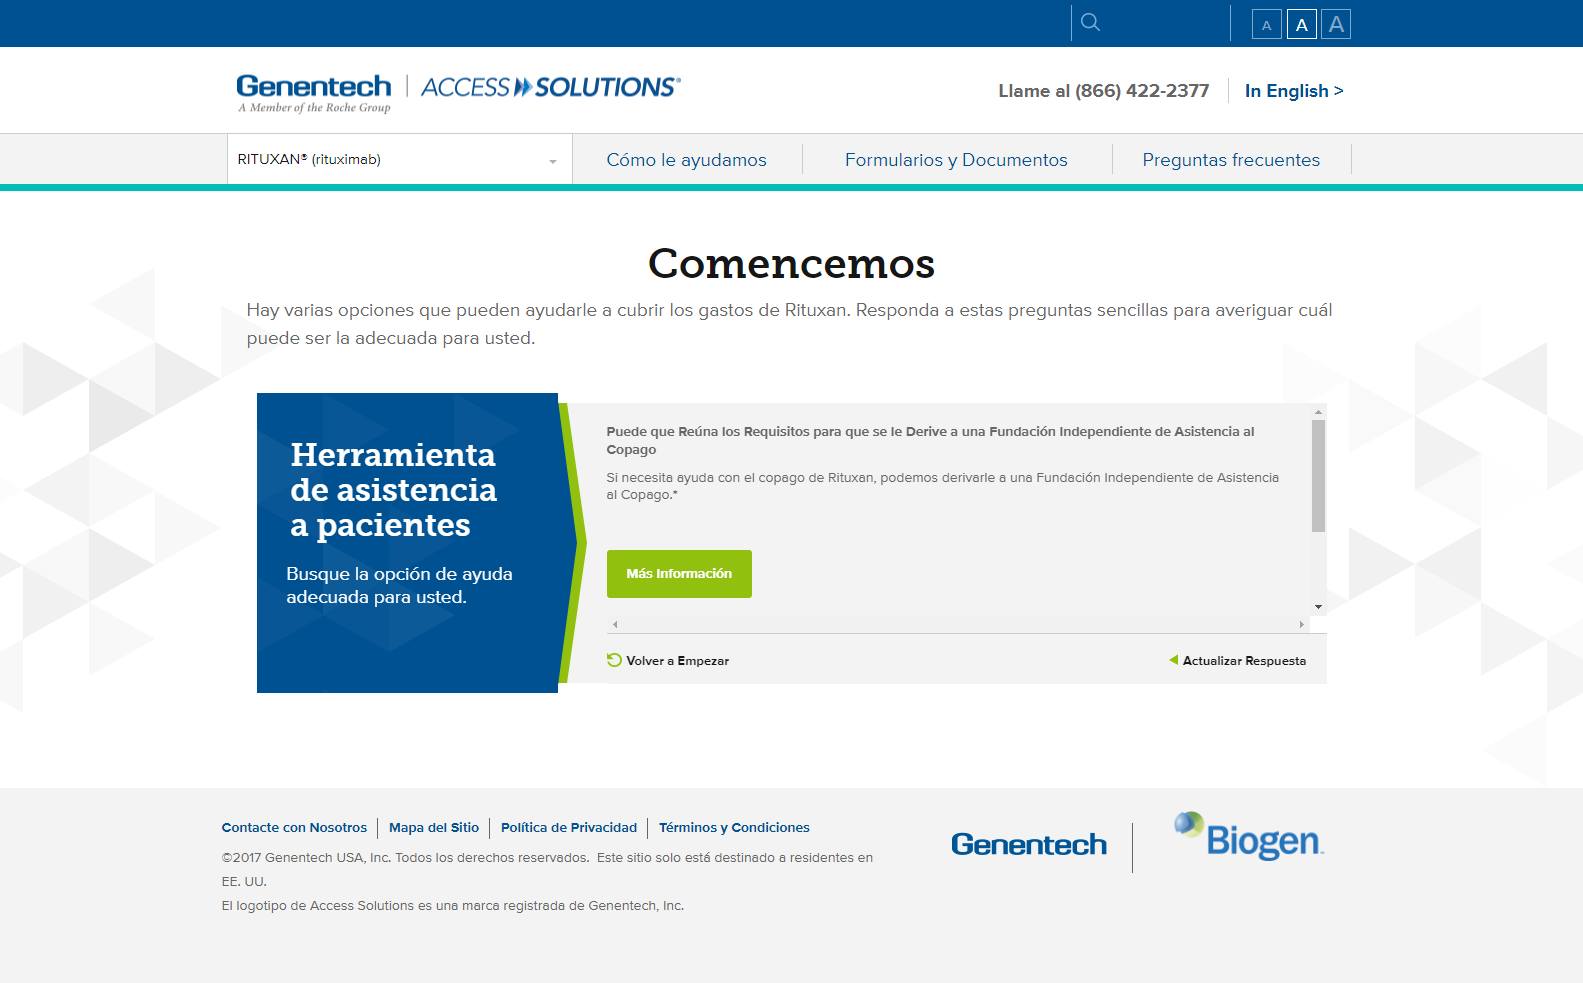 A A A
Genentech
A Member of the Roche Group
ACCESS SOLUTIONS®
Llame al (866) 422-2377
In English >
RITUXAN® (rituximab)
Cómo le ayudamos
Formularios y Documentos
Preguntas frecuentes
Comencemos
Hay varias opciones que pueden ayudarle a cubrir los gastos de Rituxan. Responda a estas preguntas sencillas para averiguar cuál
puede ser la adecuada para usted.
Herramienta
de asistencia
a pacientes
Busque la opción de ayuda
adecuada para usted.
Puede que Reúna los Requisitos para que se le Derive a una Fundación Independiente de Asistencia al
Copago
Si necesita ayuda con el copago de Rituxan, podemos derivarle a una Fundación Independiente de Asistencia
al Copago.*
Más Información
Volver a Empezar
Actualizar Respuesta
Contacte con Nosotros
Mapa del Sitio
Política de Privacidad
Términos y Condiciones
©2017 Genentech USA, Inc. Todos los derechos reservados. Este sitio solo está destinado a residentes en
EE. UU.
El logotipo de Access Solutions es una marca registrada de Genentech, Inc.
Genentech
Biogen